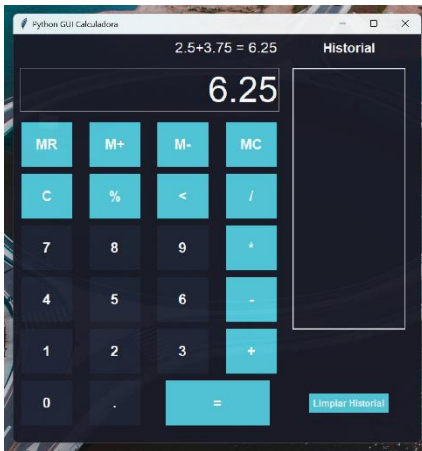 Python GUI Calculadora
2.5+3.75 = 6.25 Historial
6.25
MR M+ M- MC
C % < /
7 8 9 *
4 5 6 -
1 2 3 +
0 . =
Limpiar Historial